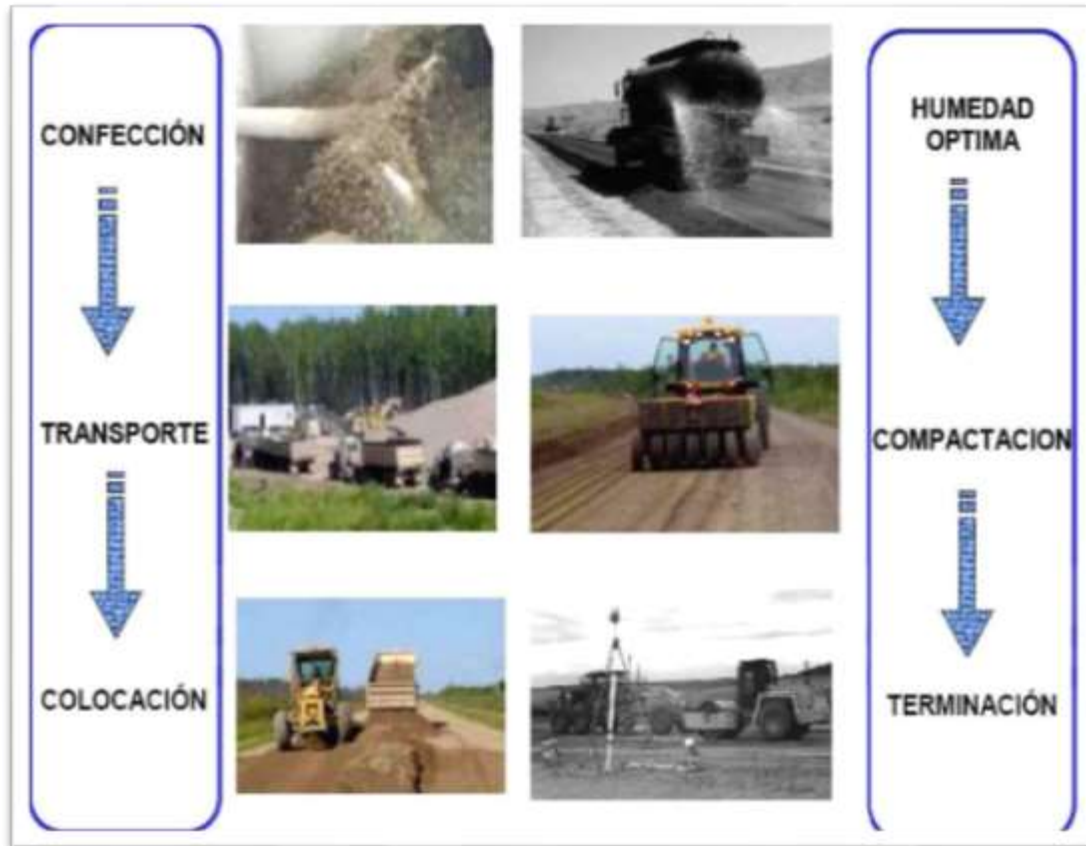 CONFECCIÓN
TRANSPORTE
COLOCACIÓN
HUMEDAD
OPTIMA
COMPACTACION
TERMINACIÓN